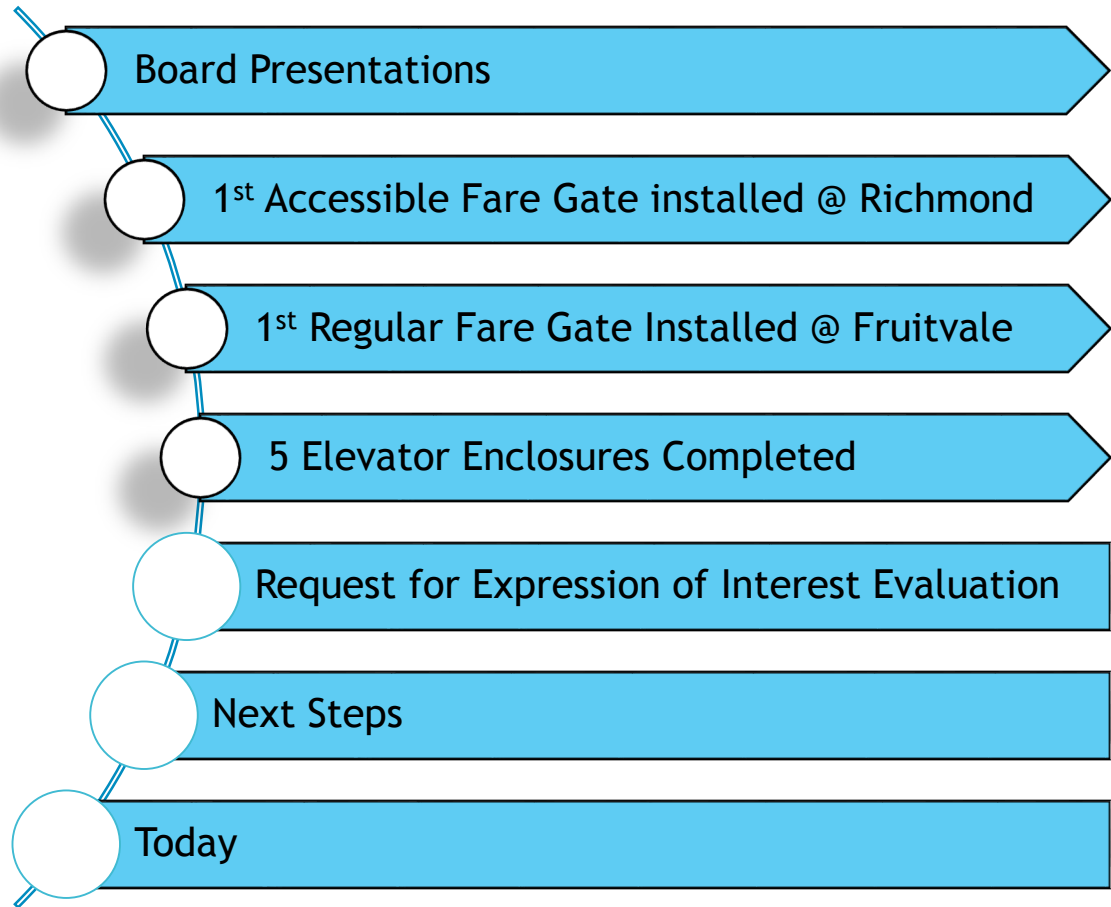 Board Presentations
1st Accessible Fare Gate installed @ Richmond
1st Regular Fare Gate Installed @ Fruitvale
5 Elevator Enclosures Completed
Request for Expression of Interest Evaluation
Next Steps
Today